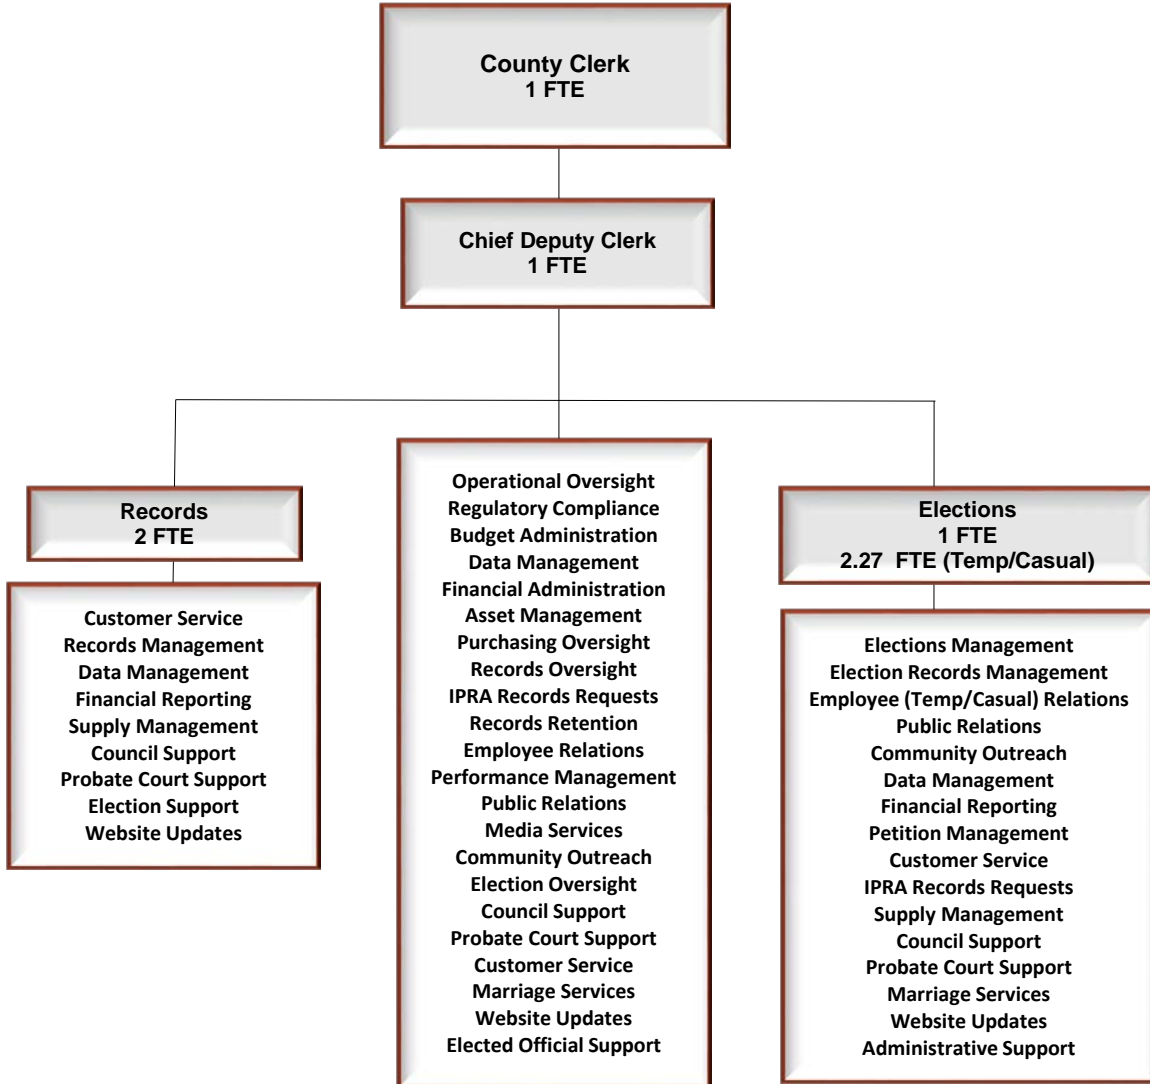 County Clerk
1 FTE
Chief Deputy Clerk
1 FTE
Records
2 FTE
Customer Service
Records Management
Data Management
Financial Reporting
Supply Management
Council Support
Probate Court Support
Election Support
Website Updates
Operational Oversight
Regulatory Compliance
Budget Administration
Data Management
Financial Administration
Asset Management
Purchasing Oversight
Records Oversight
IPRA Records Requests
Records Retention
Employee Relations
Performance Management
Public Relations
Media Services
Community Outreach
Election Oversight
Council Support
Probate Court Support
Customer Service
Marriage Services
Website Updates
Elected Official Support
Elections
1 FTE
2.27 FTE (Temp/Casual)
Elections Management
Election Records Management
Employee (Temp/Casual) Relations
Public Relations
Community Outreach
Data Management
Financial Reporting
Petition Management
Customer Service
IPRA Records Requests
Supply Management
Council Support
Probate Court Support
Marriage Services
Website Updates
Administrative Support